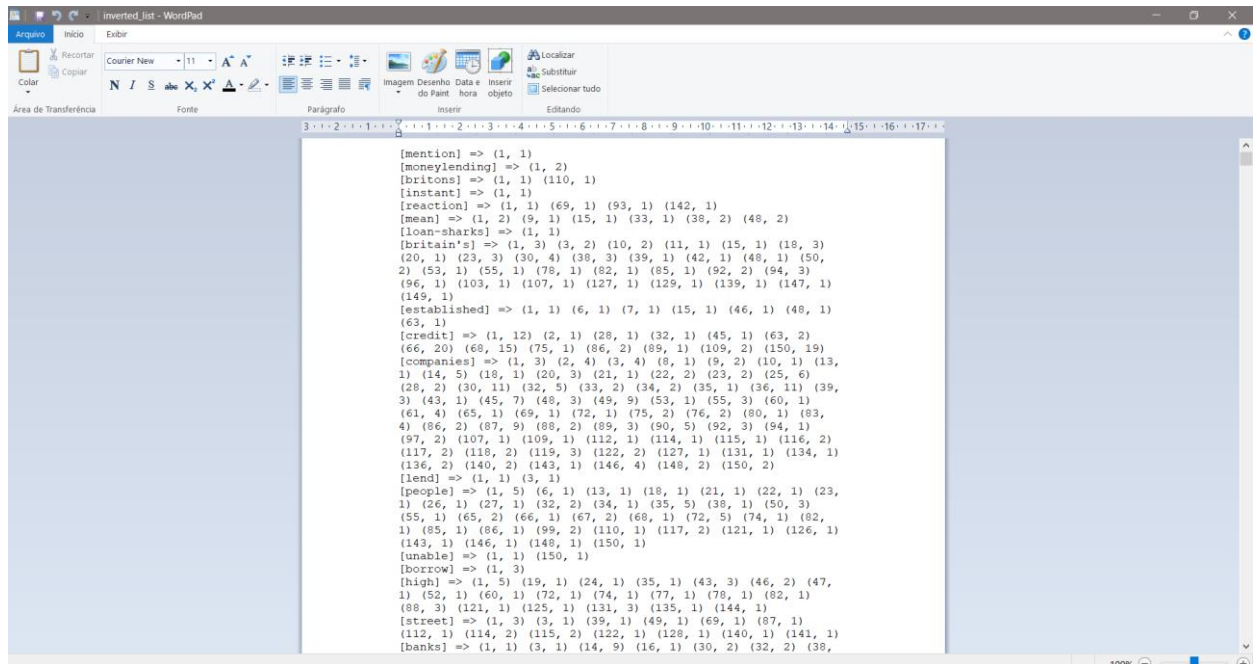 inverted_list - WordPad
Arquivo Início Exibir
Colar
Recortar
Copiar
Área de Transferência
Courier New 11 A A
N I S abc X, X² A
Fonte
Parágrafo
Imagem Desenho do Paint Data e hora Inserir objeto
Inserir
Localizar
Substituir
Selecionar tudo
Editando
3 2 1 1 2 3 4 5 6 7 8 9 10 11 12 13 14 15 16 17
[mention] => (1, 1)
[moneylending] => (1, 2)
[britons] => (1, 1) (110, 1)
[instant] => (1, 1)
[reaction] => (1, 1) (69, 1) (93, 1) (142, 1)
[mean] => (1, 2) (9, 1) (15, 1) (33, 1) (38, 2) (48, 2)
[loan-sharks] => (1, 1)
[britain's] => (1, 3) (3, 2) (10, 2) (11, 1) (15, 1) (18, 3)
(20, 1) (23, 3) (30, 4) (38, 3) (39, 1) (42, 1) (48, 1) (50,
2) (53, 1) (55, 1) (78, 1) (82, 1) (85, 1) (92, 2) (94, 3)
(96, 1) (103, 1) (107, 1) (127, 1) (129, 1) (139, 1) (147, 1)
(149, 1)
[established] => (1, 1) (6, 1) (7, 1) (15, 1) (46, 1) (48, 1)
(63, 1)
[credit] => (1, 12) (2, 1) (28, 1) (32, 1) (45, 1) (63, 2)
(66, 20) (68, 15) (75, 1) (86, 2) (89, 1) (109, 2) (150, 19)
[companies] => (1, 3) (2, 4) (3, 4) (8, 1) (9, 2) (10, 1) (13,
1) (14, 5) (18, 1) (20, 3) (21, 1) (22, 2) (23, 2) (25, 6)
(28, 2) (30, 11) (32, 5) (33, 2) (34, 2) (35, 1) (36, 11) (39,
3) (43, 1) (45, 7) (48, 3) (49, 9) (53, 1) (55, 3) (60, 1)
(61, 4) (65, 1) (69, 1) (72, 1) (75, 2) (76, 2) (80, 1) (83,
4) (86, 2) (87, 9) (88, 2) (89, 3) (90, 5) (92, 3) (94, 1)
(97, 2) (107, 1) (109, 1) (112, 1) (114, 1) (115, 1) (116, 2)
(117, 2) (118, 2) (119, 3) (122, 2) (127, 1) (131, 1) (134, 1)
(136, 2) (140, 2) (143, 1) (146, 4) (148, 2) (150, 2)
[lend] => (1, 1) (3, 1)
[people] => (1, 5) (6, 1) (13, 1) (18, 1) (21, 1) (22, 1) (23,
1) (26, 1) (27, 1) (32, 2) (34, 1) (35, 5) (38, 1) (50, 3)
(55, 1) (65, 2) (66, 1) (67, 2) (68, 1) (72, 5) (74, 1) (82,
1) (85, 1) (86, 1) (99, 2) (110, 1) (117, 2) (121, 1) (126, 1)
(143, 1) (146, 1) (148, 1) (150, 1)
[unable] => (1, 1) (150, 1)
[borrow] => (1, 3)
[high] => (1, 5) (19, 1) (24, 1) (35, 1) (43, 3) (46, 2) (47,
1) (52, 1) (60, 1) (72, 1) (74, 1) (77, 1) (78, 1) (82, 1)
(88, 3) (121, 1) (125, 1) (131, 3) (135, 1) (144, 1)
[street] => (1, 3) (3, 1) (39, 1) (49, 1) (69, 1) (87, 1)
(112, 1) (114, 2) (115, 2) (122, 1) (128, 1) (140, 1) (141, 1)
[banks] => (1, 1) (3, 1) (14, 9) (16, 1) (30, 2) (32, 2) (38,
100%